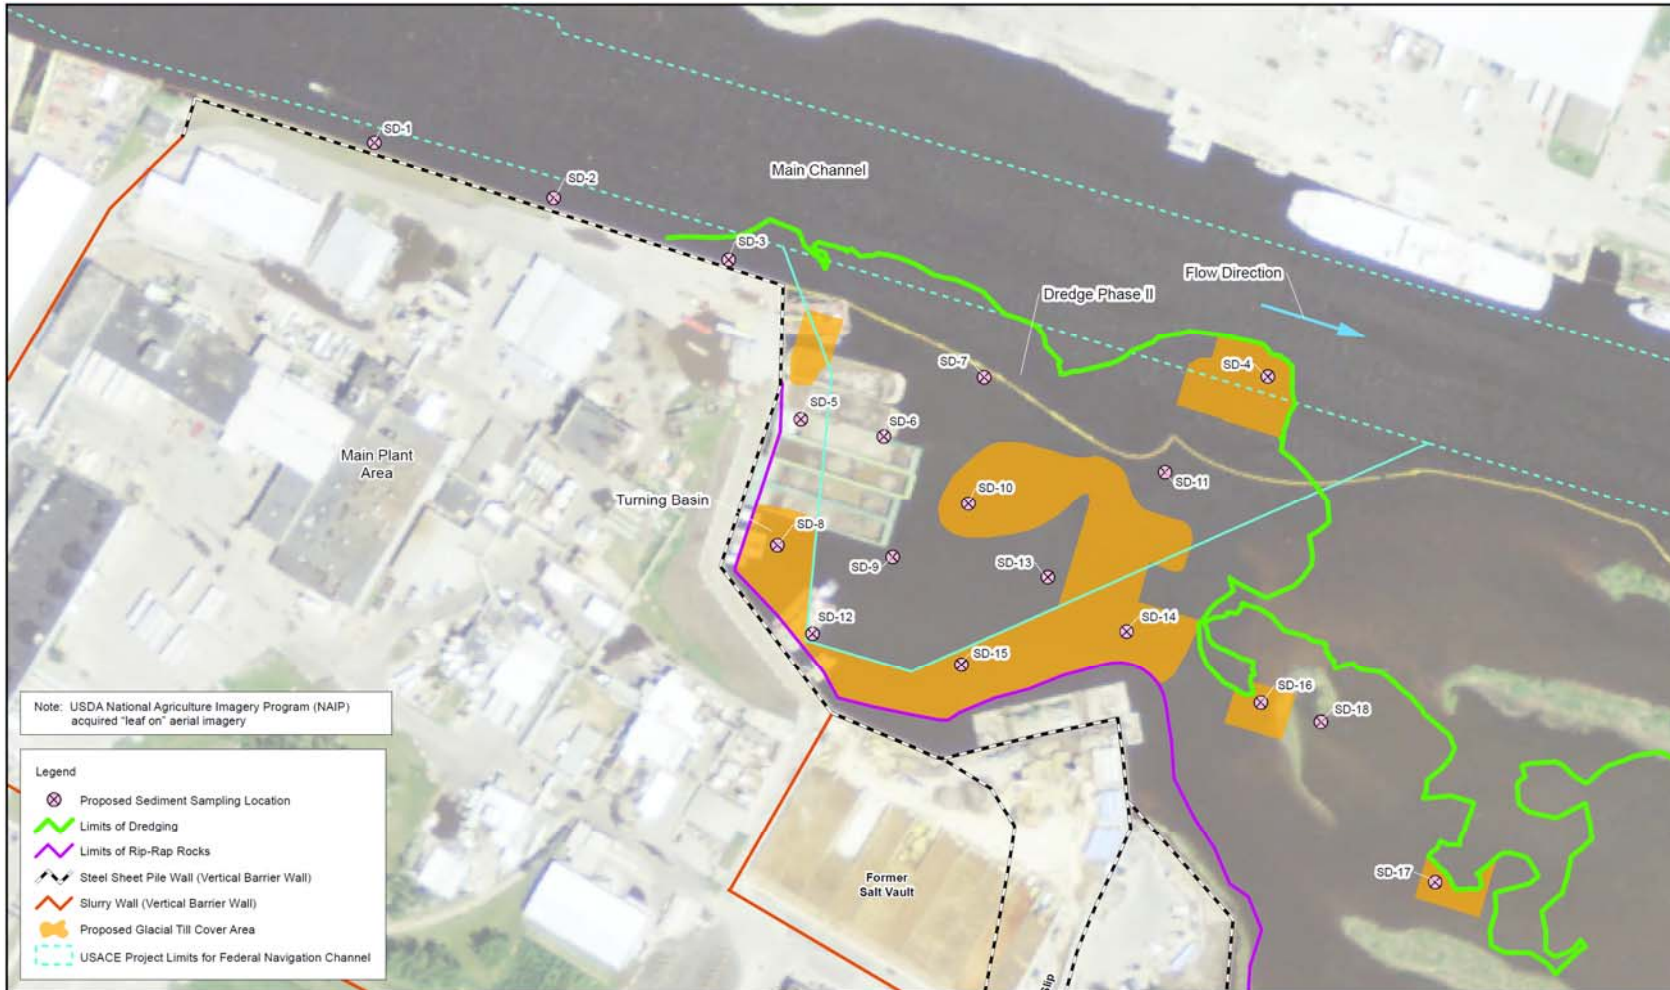 SD-1
SD-2
Main Channel
SD-3
Flow Direction
Dredge Phase II
SD-7
SD-4
SD-5
SD-6
Main Plant
Area
SD-11
Turning Basin
SD-10
SD-8
SD-9
SD-13
SD-12
SD-14
SD-15
SD-16
SD-18
Note: USDA National Agriculture Imagery Program (NAIP)
acquired "leaf on" aerial imagery
Legend
Proposed Sediment Sampling Location
Limits of Dredging
Limits of Rip-Rap Rocks
Steel Sheet Pile Wall (Vertical Barrier Wall)
Slurry Wall (Vertical Barrier Wall)
Proposed Glacial Till Cover Area
USACE Project Limits for Federal Navigation Channel
Former
Salt Vault
SD-17
Slip